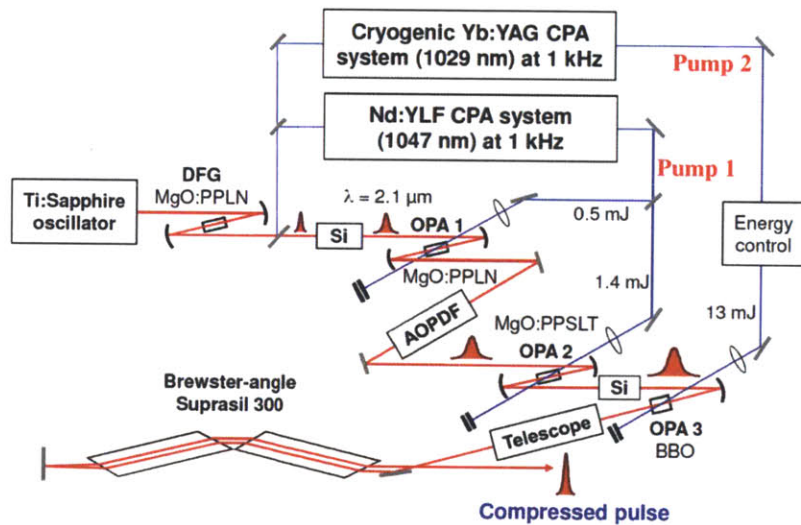 Cryogenic Yb:YAG CPA
system (1029 nm) at 1 kHz
Pump 2
Nd:YLF CPA system
(1047 nm) at 1 kHz
Pump 1
DFG
MgO:PPLN
Ti:Sapphire
oscillator
λ = 2.1 μm
Si
OPA 1
0.5 mJ
Energy
control
MgO:PPLN
1.4 mJ
AOPDF
MgO:PPSLT
13 mJ
OPA 2
Si
Brewster-angle
Suprasil 300
Telescope
OPA 3
BBO
Compressed pulse